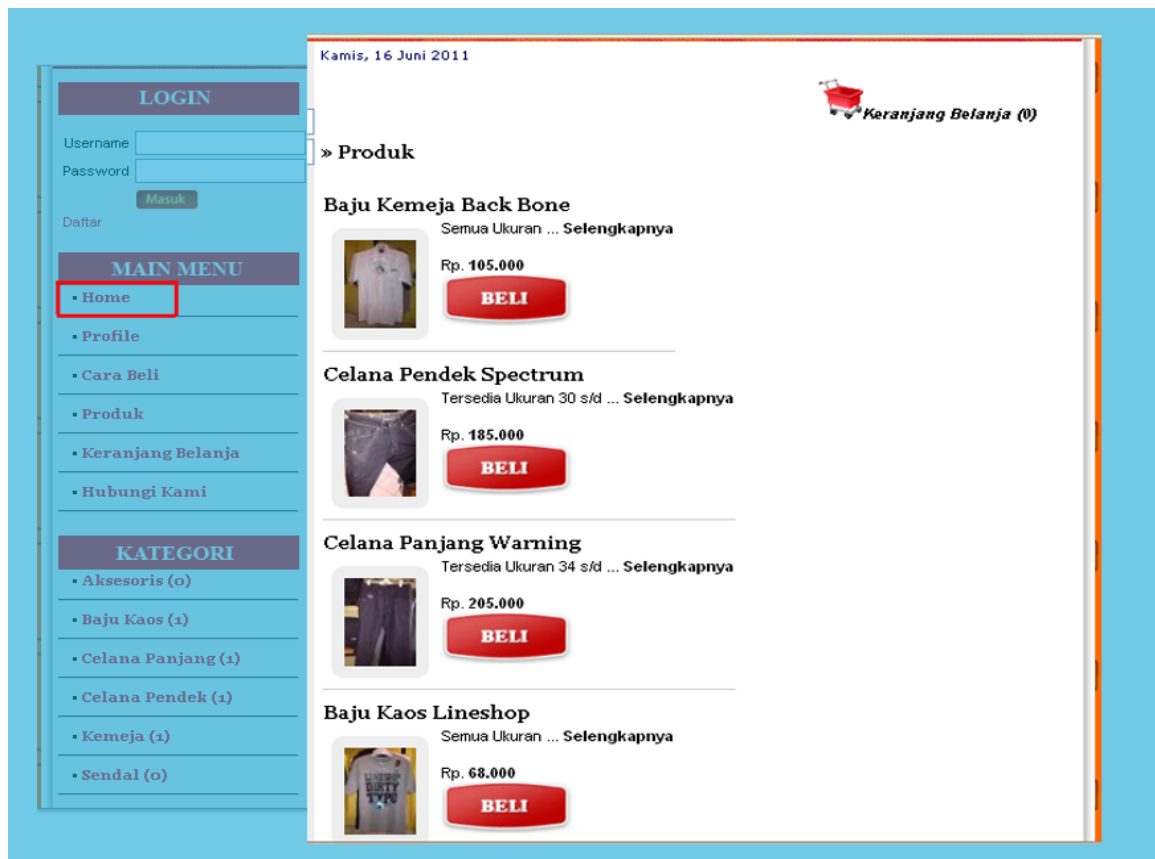 LOGIN
Username
Password
Masuk
Daftar
MAIN MENU
Home
Profile
Cara Beli
Produk
Keranjang Belanja
Hubungi Kami
KATEGORI
Aksesoris (0)
Baju Kaos (1)
Celana Panjang (1)
Celana Pendek (1)
Kemeja (1)
Sendal (0)
Kamis, 16 Juni 2011
Keranjang Belanja (0)
» Produk
Baju Kemeja Back Bone
Semua Ukuran ... Selengkapnya
Rp. 105.000
BELI
Celana Pendek Spectrum
Tersedia Ukuran 30 s/d ... Selengkapnya
Rp. 185.000
BELI
Celana Panjang Warning
Tersedia Ukuran 34 s/d ... Selengkapnya
Rp. 205.000
BELI
Baju Kaos Lineshop
Semua Ukuran ... Selengkapnya
Rp. 68.000
DIRTY
BELI